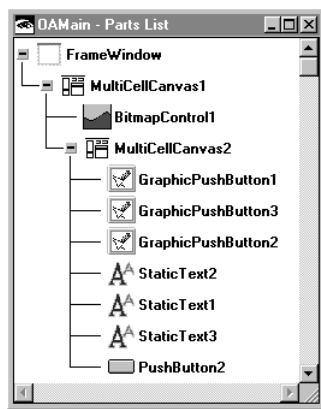 OAMain - Parts List
FrameWindow
MultiCellCanvas1
BitmapControl1
MultiCellCanvas2
GraphicPushButton1
GraphicPushButton3
GraphicPushButton2
StaticText2
StaticText1
StaticText3
PushButton2